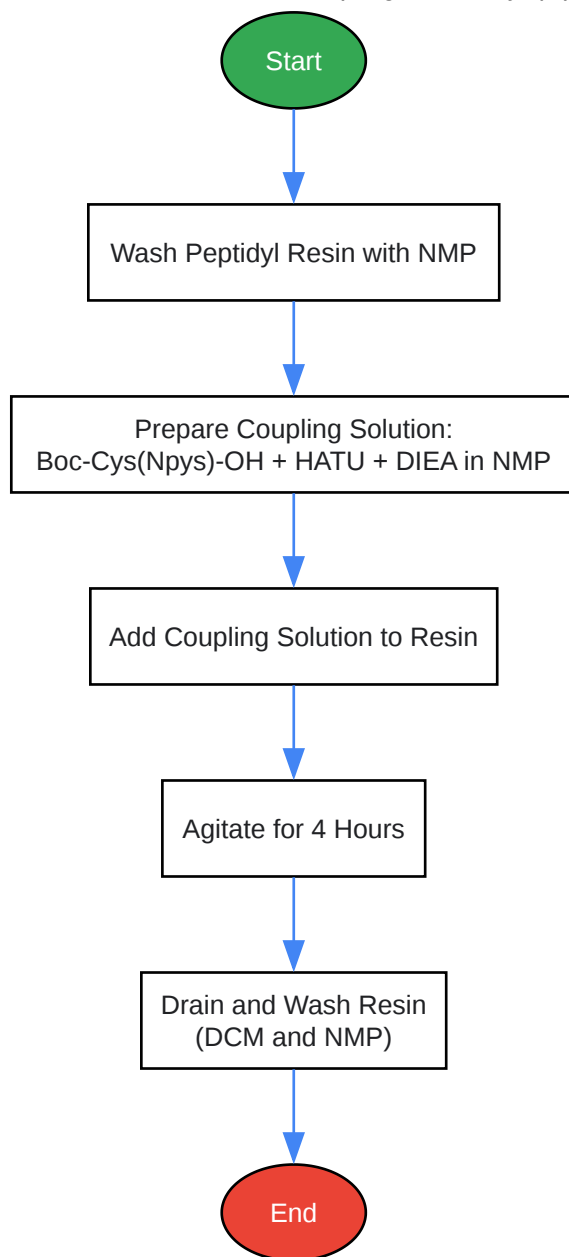 Start
Wash Peptidyl Resin with NMP
Prepare Coupling Solution:
Boc-Cys(Npys)-OH + HATU + DIEA in NMP
Add Coupling Solution to Resin
Agitate for 4 Hours
Drain and Wash Resin
(DCM and NMP)
End